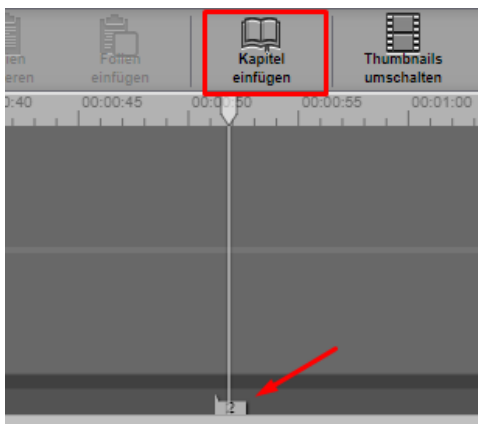 Folien
einfügen
Kapitel
einfügen
Thumbnails
umschalten
00:00:45
00:00:55
00:01:00
2